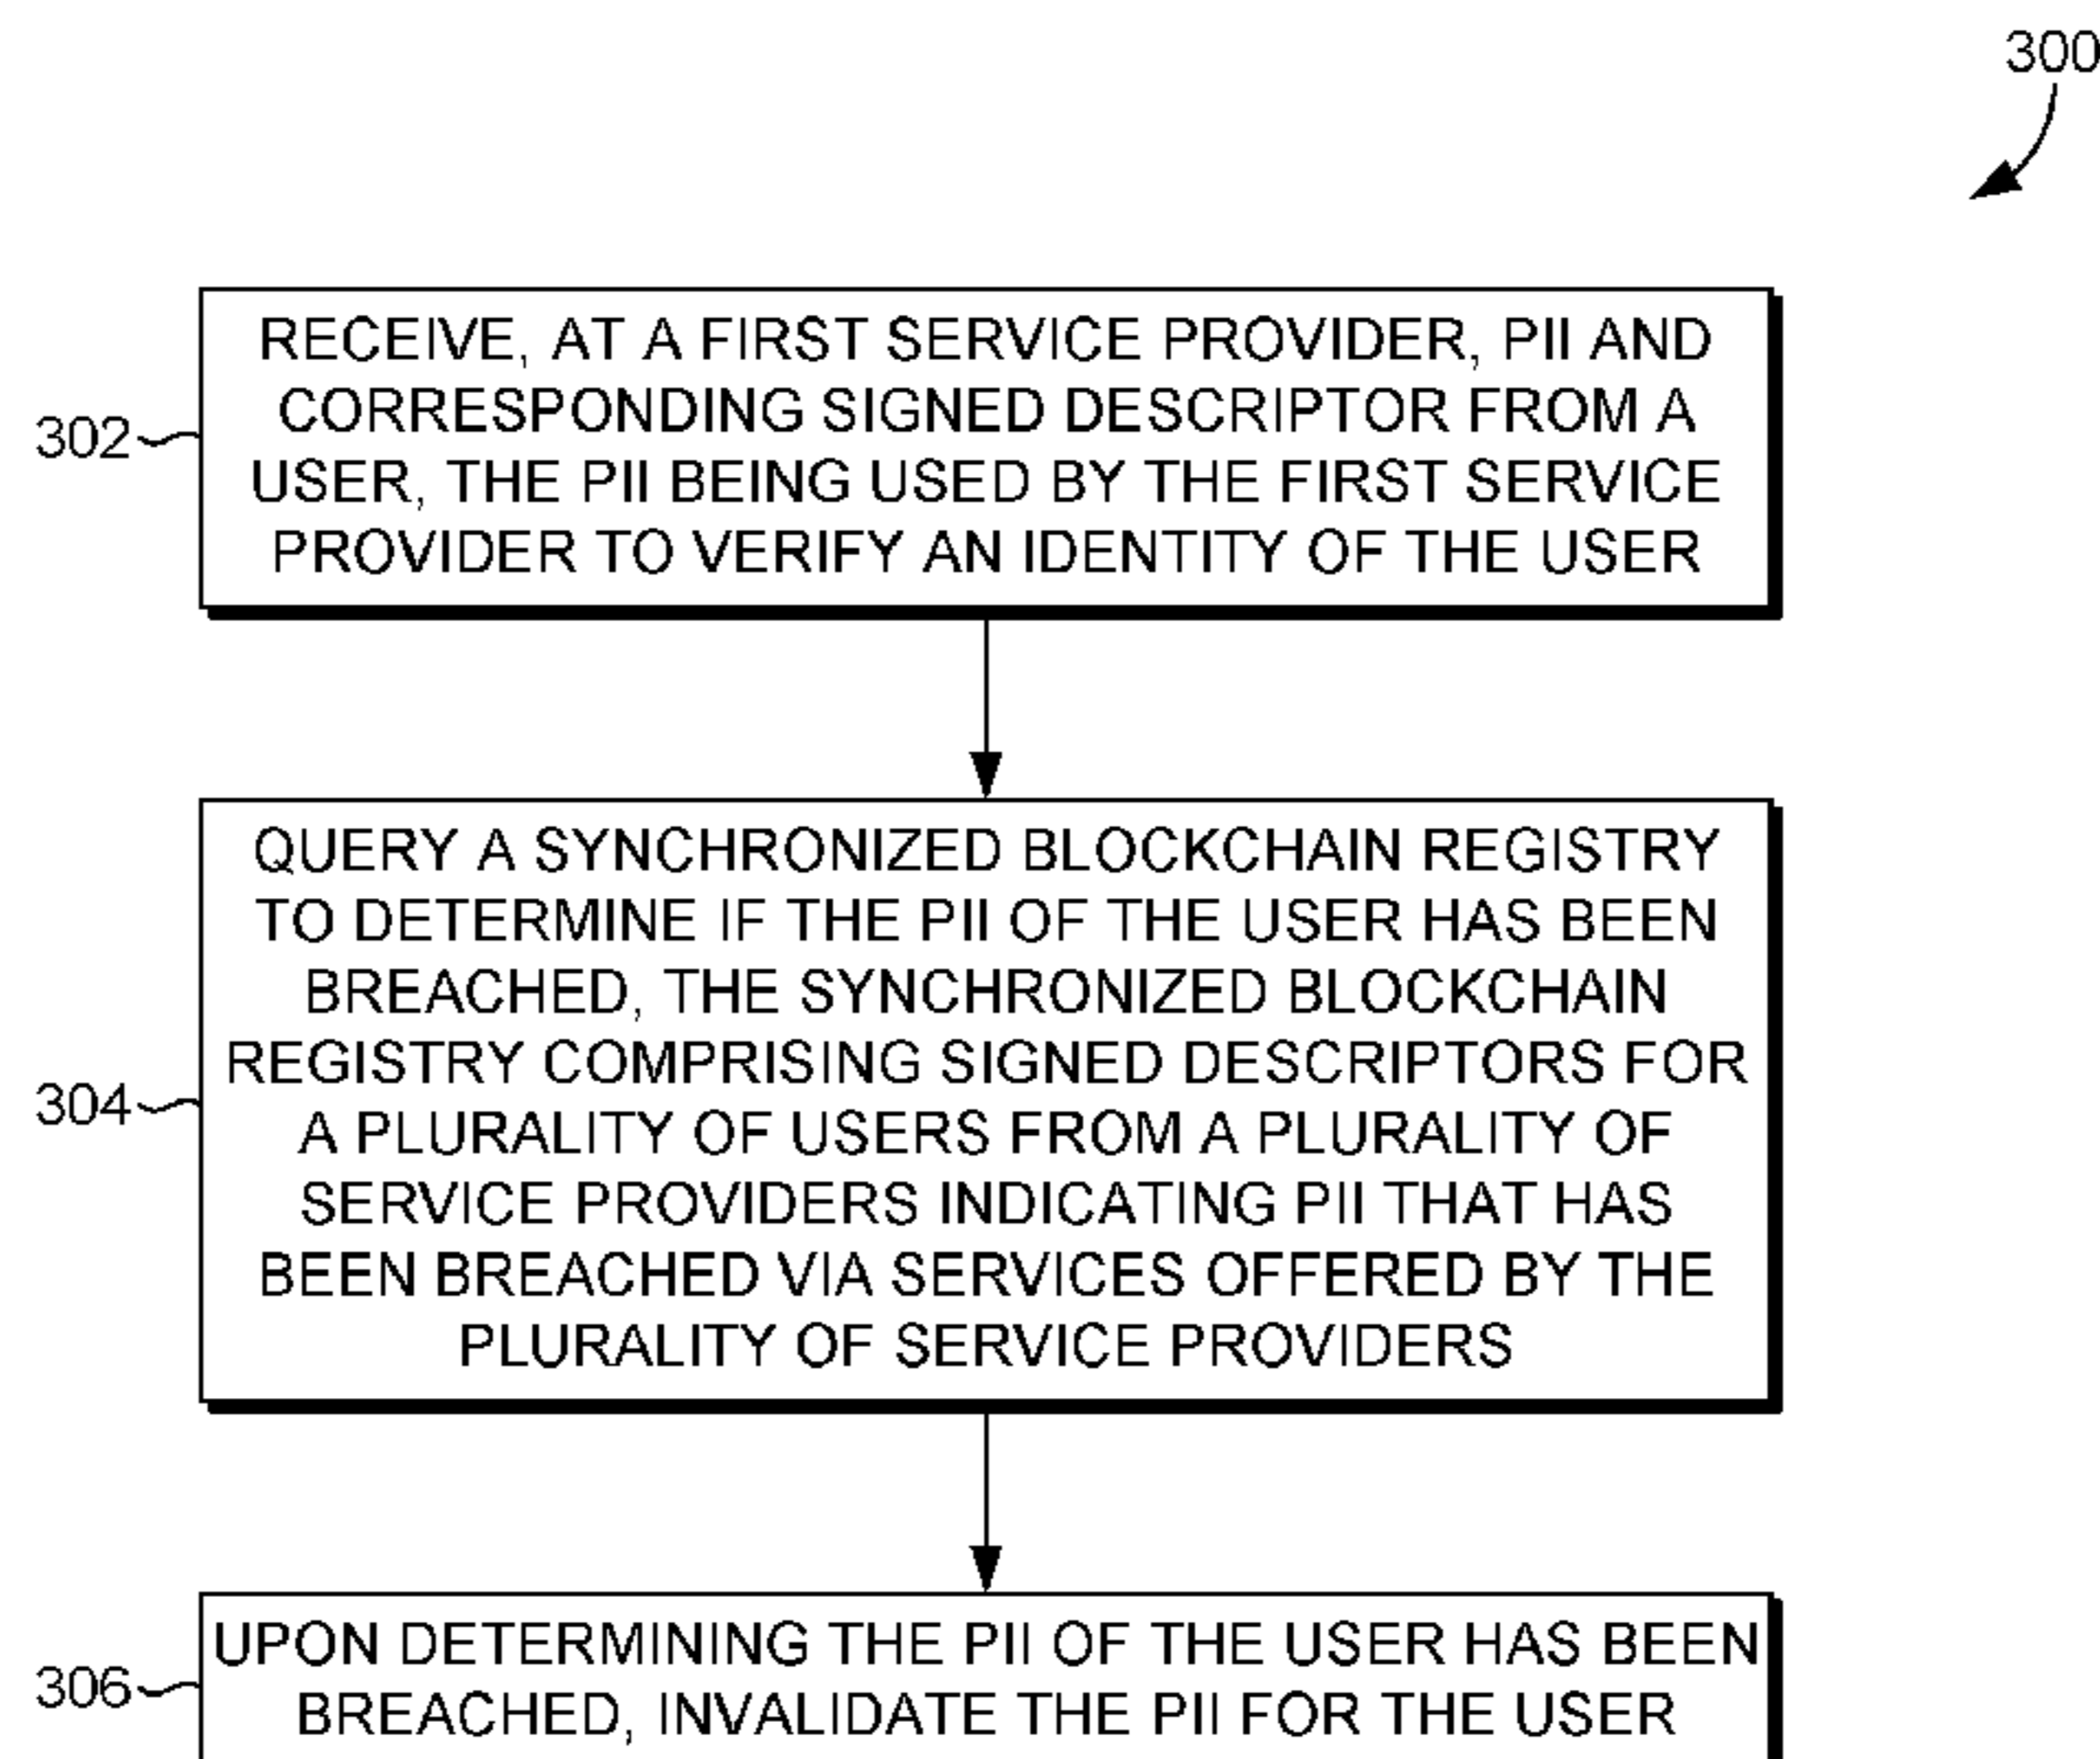 300
RECEIVE, AT A FIRST SERVICE PROVIDER, PII AND
CORRESPONDING SIGNED DESCRIPTOR FROM A
USER, THE PII BEING USED BY THE FIRST SERVICE
PROVIDER TO VERIFY AN IDENTITY OF THE USER
302
QUERY A SYNCHRONIZED BLOCKCHAIN REGISTRY
TO DETERMINE IF THE PII OF THE USER HAS BEEN
BREACHED, THE SYNCHRONIZED BLOCKCHAIN
REGISTRY COMPRISING SIGNED DESCRIPTORS FOR
A PLURALITY OF USERS FROM A PLURALITY OF
SERVICE PROVIDERS INDICATING PII THAT HAS
BEEN BREACHED VIA SERVICES OFFERED BY THE
PLURALITY OF SERVICE PROVIDERS
304
UPON DETERMINING THE PII OF THE USER HAS BEEN
BREACHED, INVALIDATE THE PII FOR THE USER
306